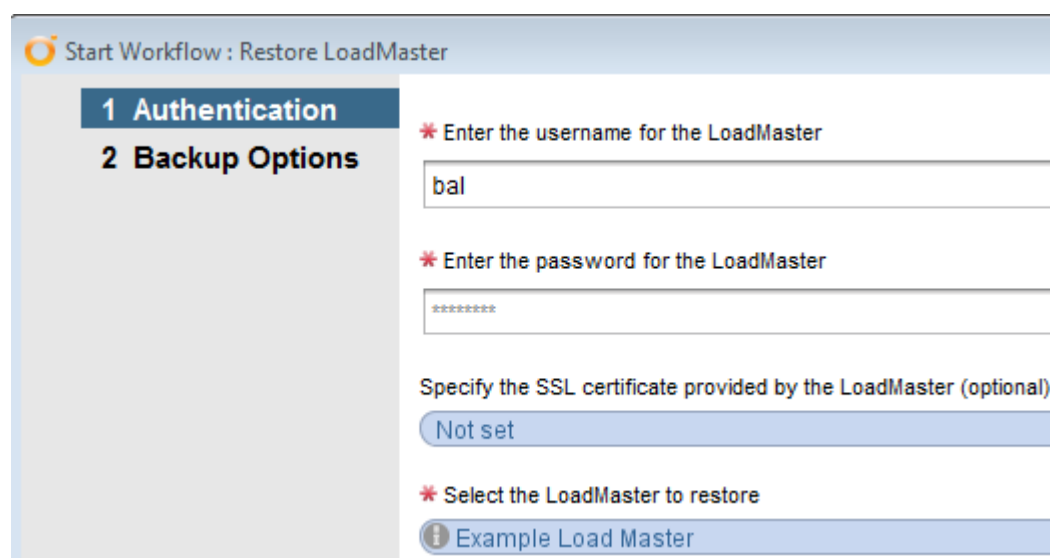 Start Workflow : Restore LoadMaster
1 Authentication
2 Backup Options
* Enter the username for the LoadMaster
bal
* Enter the password for the LoadMaster
********
Specify the SSL certificate provided by the LoadMaster (optional)
Not set
* Select the LoadMaster to restore
Example Load Master